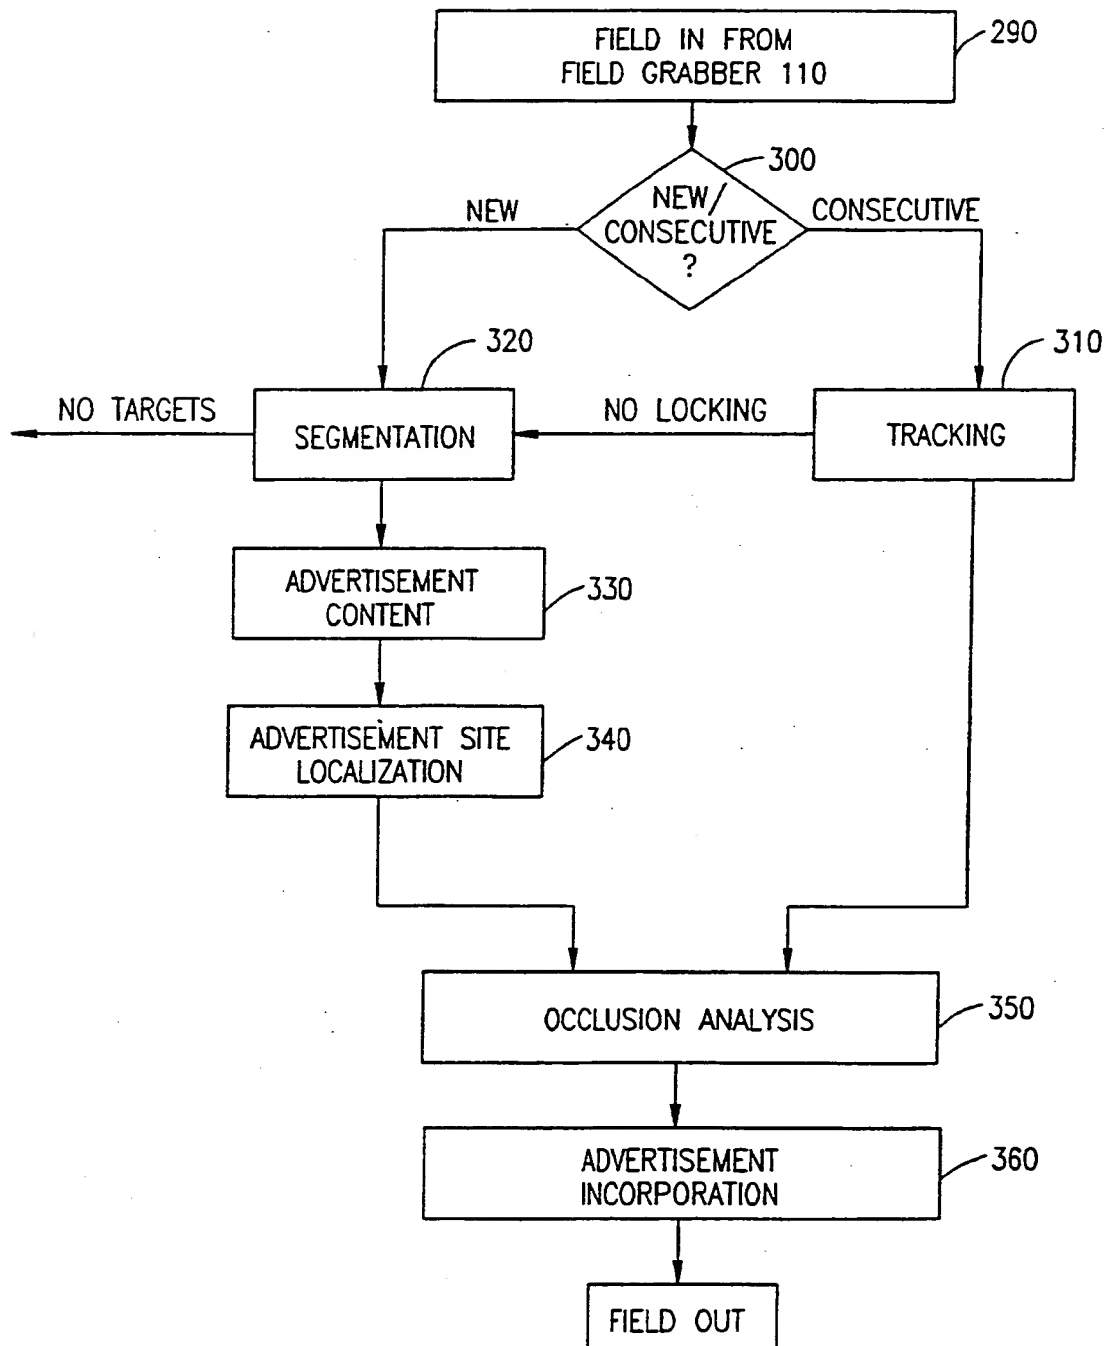 FIELD IN FROM
FIELD GRABBER 110
290
300
NEW/
CONSECUTIVE
?
NEW
CONSECUTIVE
320
310
NO TARGETS
SEGMENTATION
NO LOCKING
TRACKING
ADVERTISEMENT
CONTENT
330
ADVERTISEMENT SITE
LOCALIZATION
340
OCCLUSION ANALYSIS
350
ADVERTISEMENT
INCORPORATION
360
FIELD OUT